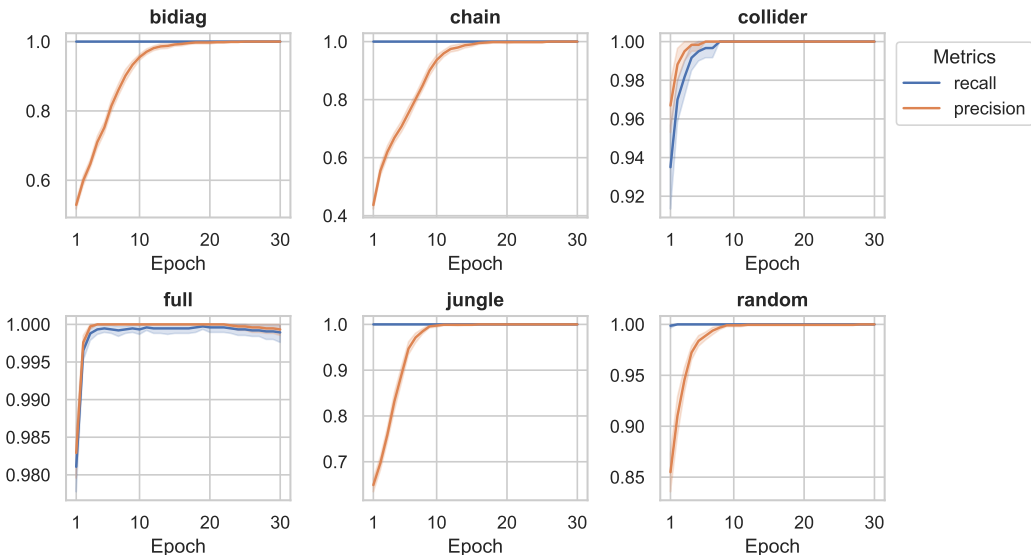 bidiag
1.0
0.8
0.6
1 10 20 30
Epoch
chain
1.0
0.8
0.6
0.4
1 10 20 30
Epoch
collider
1.00
0.98
0.96
0.94
0.92
1 10 20 30
Epoch
Metrics
recall
precision
full
1.000
0.995
0.990
0.985
0.980
1 10 20 30
Epoch
jungle
1.0
0.9
0.8
0.7
1 10 20 30
Epoch
random
1.00
0.95
0.90
0.85
1 10 20 30
Epoch